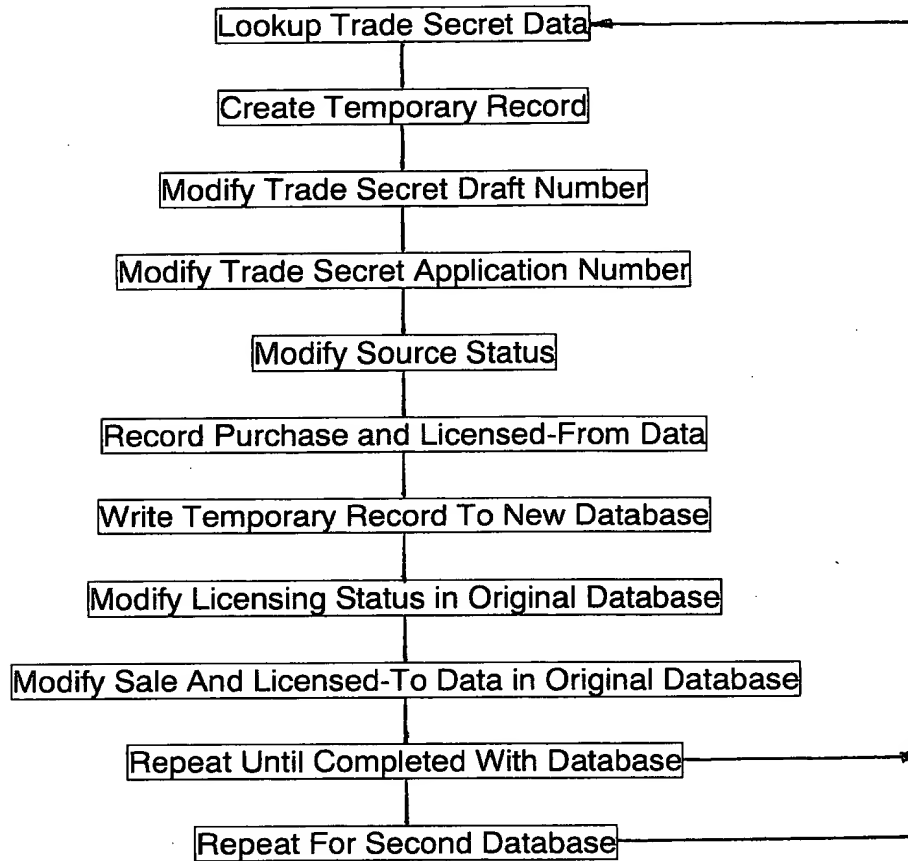 Lookup Trade Secret Data
Create Temporary Record
Modify Trade Secret Draft Number
Modify Trade Secret Application Number
Modify Source Status
Record Purchase and Licensed-From Data
Write Temporary Record To New Database
Modify Licensing Status in Original Database
Modify Sale And Licensed-To Data in Original Database
Repeat Until Completed With Database
Repeat For Second Database